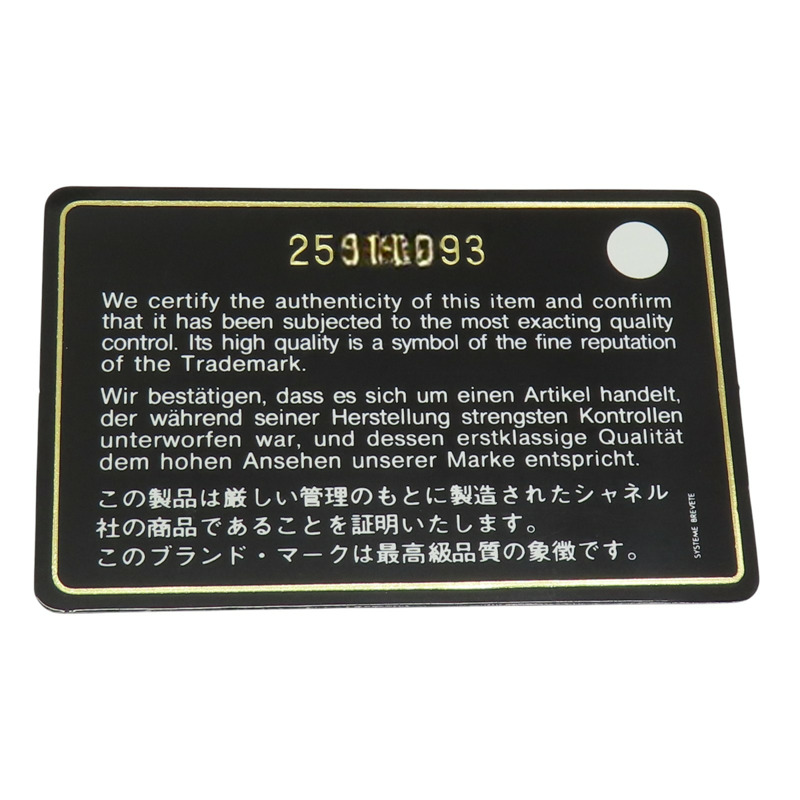 We certify the authenticity of this item and confirm
that it has been subjected to the most exacting quality
control. Its high quality is a symbol of the fine reputation
of the Trademark.
Wir bestätigen, dass es sich um einen Artikel handelt,
der während seiner Herstellung strengsten Kontrollen
unterworfen war, und dessen erstklassige Qualität
dem hohen Ansehen unserer Marke entspricht.
この製品は厳しい管理のもとに製造されたシャネル
社の商品であることを証明いたします。
このブランド・マークは最高級品質の象徴です。
SYSTEME BREVETE